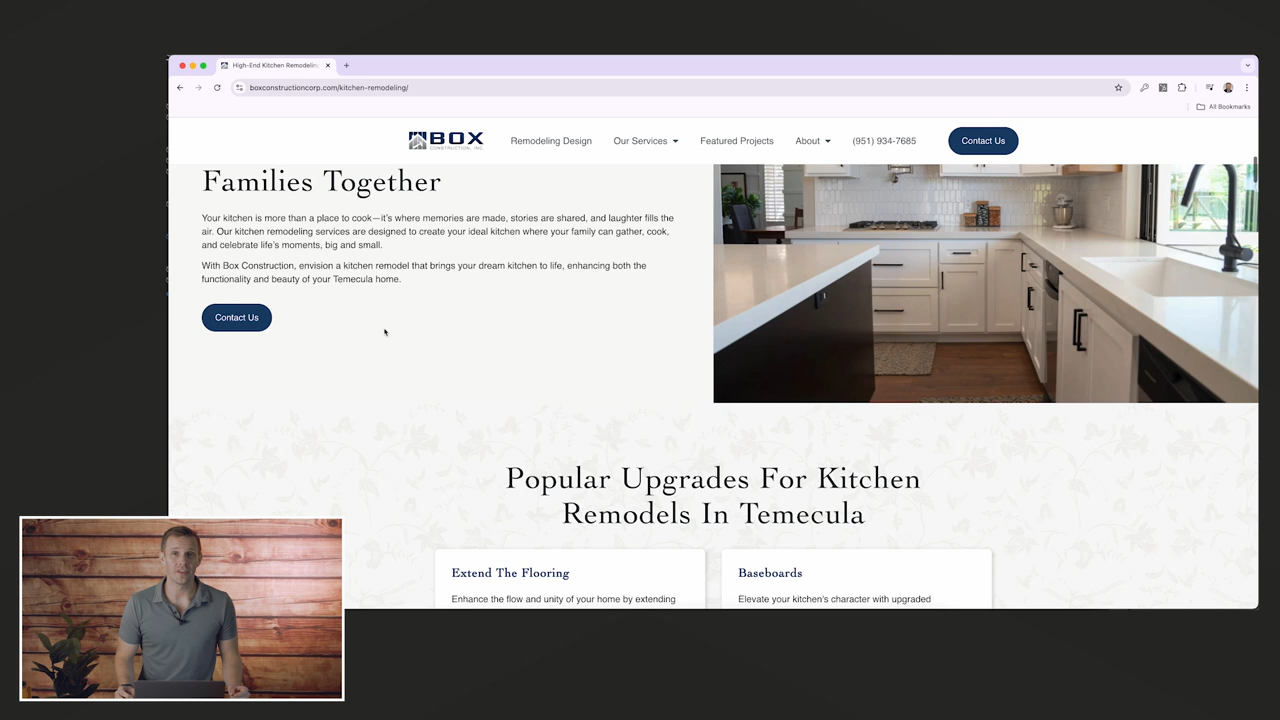 High-End Kitchen Remodeling
boxconstructioncorp.com/kitchen-remodeling/
All Bookmarks
BOX
CONSTRUCTION, INC.
Remodeling Design
Our Services
Featured Projects
About
(951) 934-7685
Contact Us
Families Together
Your kitchen is more than a place to cook—it's where memories are made, stories are shared, and laughter fills the
air. Our kitchen remodeling services are designed to create your ideal kitchen where your family can gather, cook,
and celebrate life's moments, big and small.
With Box Construction, envision a kitchen remodel that brings your dream kitchen to life, enhancing both the
functionality and beauty of your Temecula home.
Contact Us
Popular Upgrades For Kitchen
Remodels In Temecula
Extend The Flooring
Enhance the flow and unity of your home by extending
Baseboards
Elevate your kitchen's character with upgraded